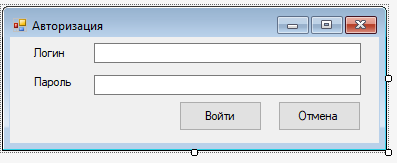 Авторизация
Логин
Пароль
Войти Отмена